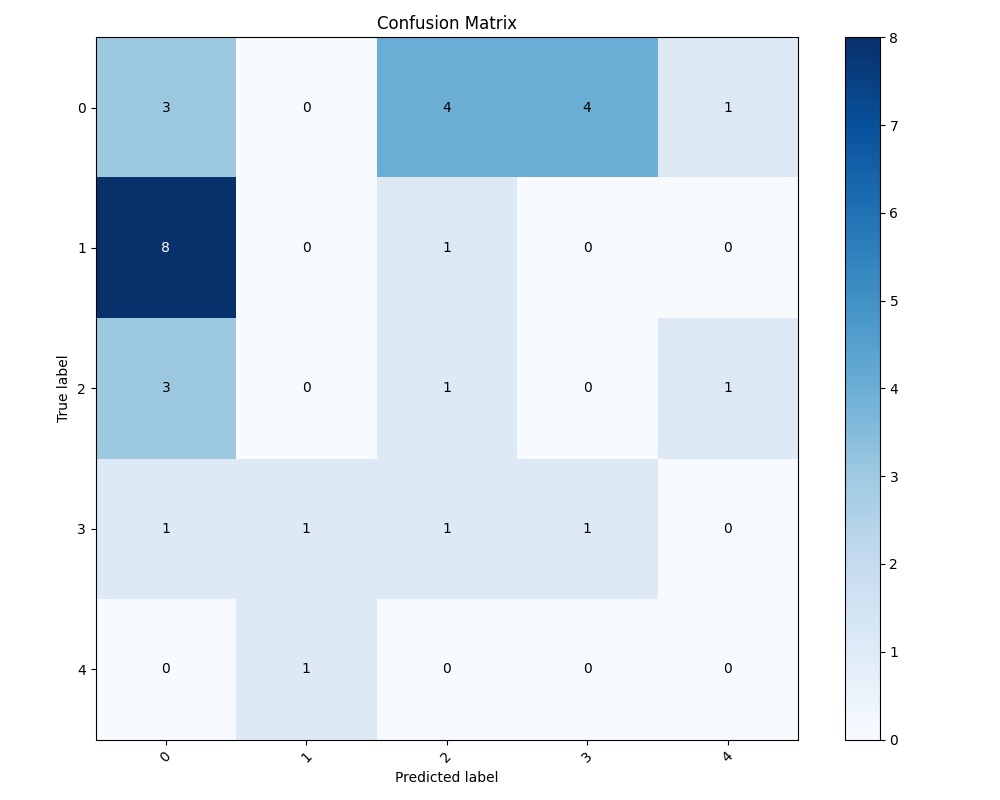 Confusion Matrix
0 3 0 4 4 1
1 8 0 1 0 0
2 3 0 1 0 1
3 1 1 1 1 0
4 0 1 0 0 0
0 1 2 3 4
True label
Predicted label
8
7
6
5
4
3
2
1
0